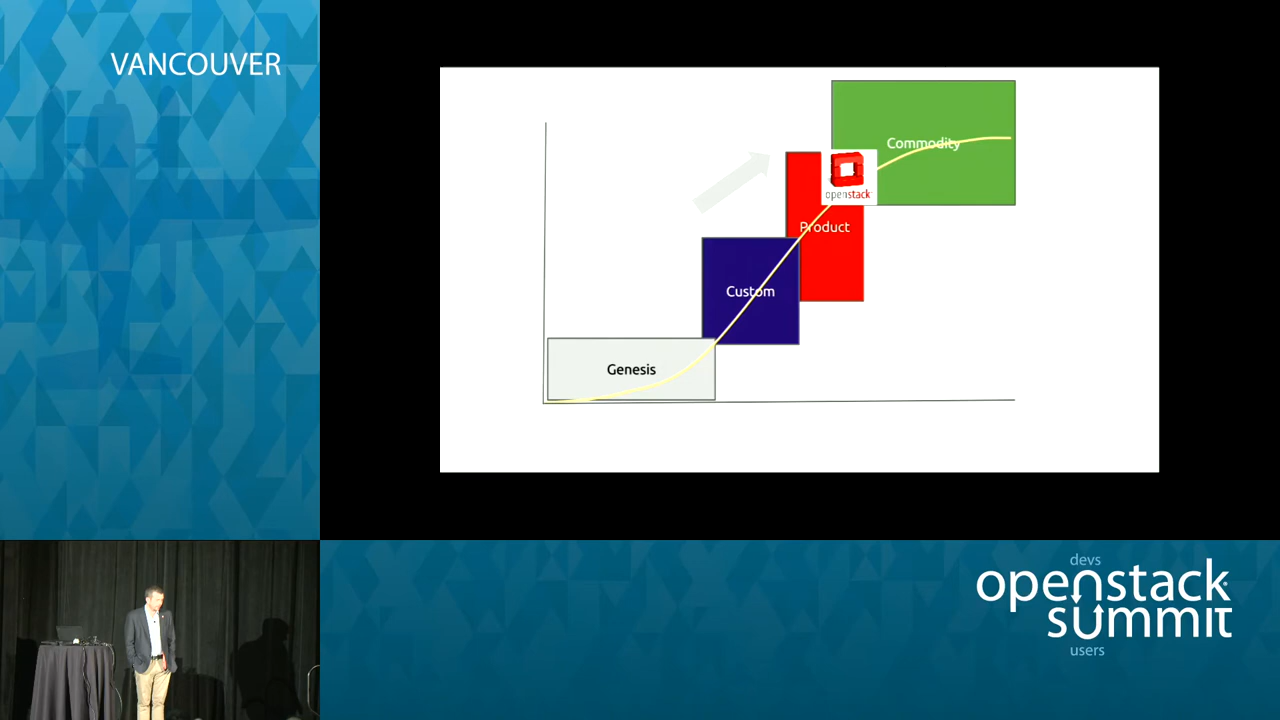 VANCOUVER
Commodity
openstack
Product
Custom
Genesis
devs
openstack
summit
users